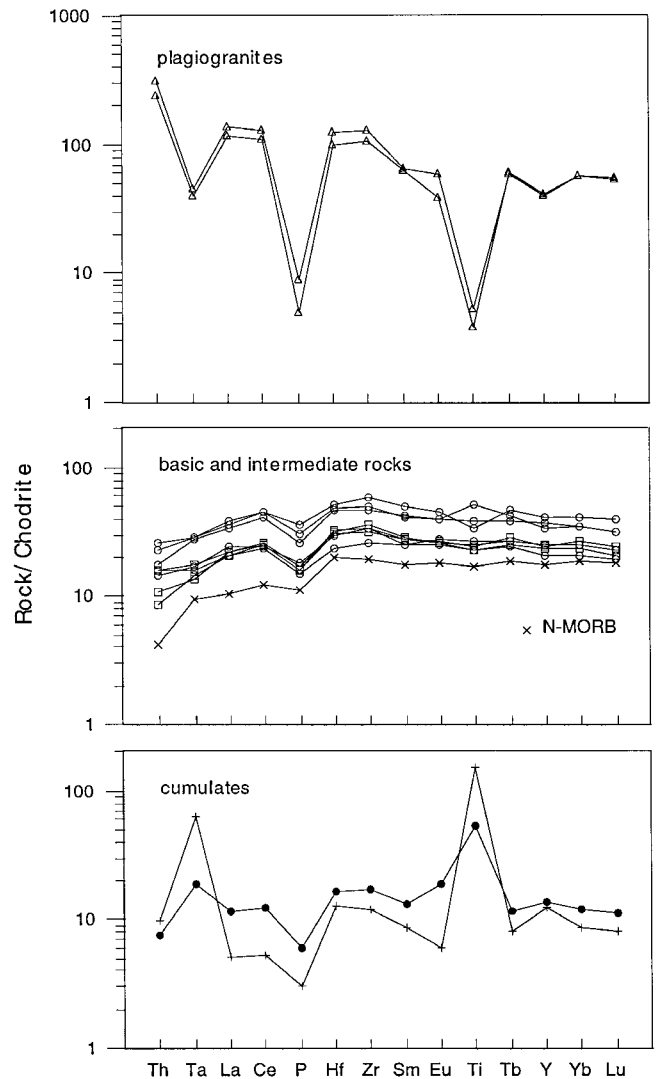 1000
plagiogranites
100
10
1
100
basic and intermediate rocks
10
× N-MORB
1
Rock/Chodrite
100
cumulates
10
1
Th Ta La Ce P Hf Zr Sm Eu Ti Tb Y Yb Lu